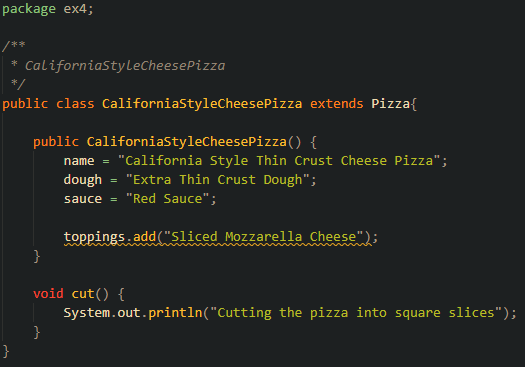 package ex4;
/**
 * CaliforniaStyleCheesePizza
 */
public class CaliforniaStyleCheesePizza extends Pizza{
    public CaliforniaStyleCheesePizza() {
        name = "California Style Thin Crust Cheese Pizza";
        dough = "Extra Thin Crust Dough";
        sauce = "Red Sauce";
        toppings.add("Sliced Mozzarella Cheese");
    }
    void cut() {
        System.out.println("Cutting the pizza into square slices");
    }
}